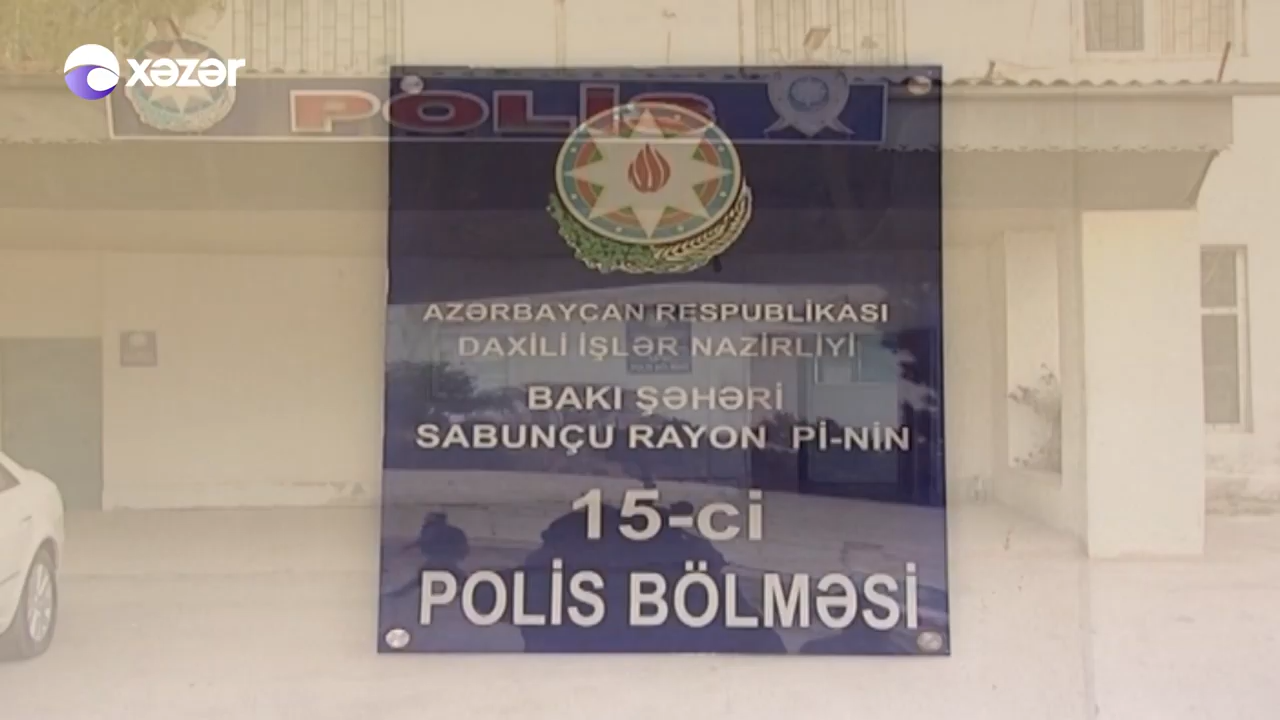 xəzər
POLİS
AZƏRBAYCAN RESPUBLİKASI
DAXİLİ İŞLƏR NAZİRLİYİ
BAKI ŞƏHƏRİ
SABUNÇU RAYON Pİ-NİN
15-ci
POLİS BÖLMƏSİ